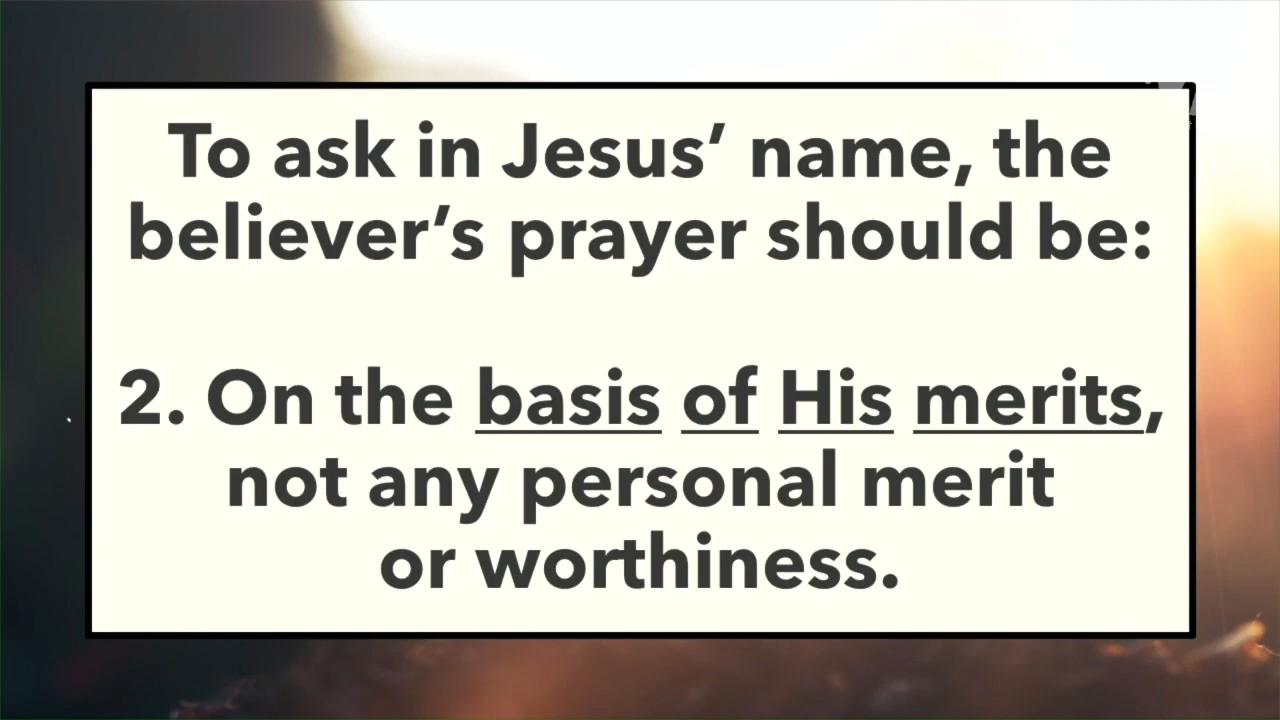 To ask in Jesus’ name, the
believer’s prayer should be:
2. On the basis of His merits,
not any personal merit
or worthiness.